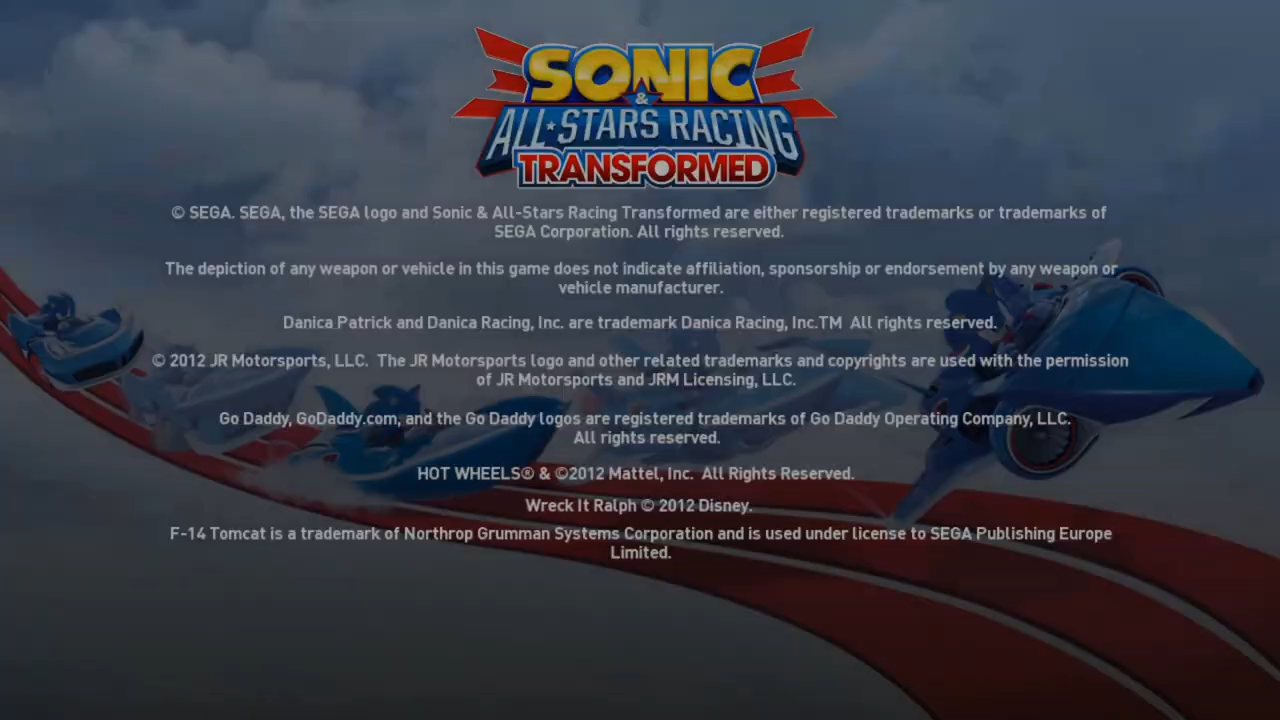 SONIC
&
ALL★STARS RACING
TRANSFORMED
© SEGA. SEGA, the SEGA logo and Sonic & All-Stars Racing Transformed are either registered trademarks or trademarks of
SEGA Corporation. All rights reserved.
The depiction of any weapon or vehicle in this game does not indicate affiliation, sponsorship or endorsement by any weapon or
vehicle manufacturer.
Danica Patrick and Danica Racing, Inc. are trademark Danica Racing, Inc.TM  All rights reserved.
© 2012 JR Motorsports, LLC.  The JR Motorsports logo and other related trademarks and copyrights are used with the permission
of JR Motorsports and JRM Licensing, LLC.
Go Daddy, GoDaddy.com, and the Go Daddy logos are registered trademarks of Go Daddy Operating Company, LLC.
All rights reserved.
HOT WHEELS® & ©2012 Mattel, Inc.  All Rights Reserved.
Wreck It Ralph © 2012 Disney.
F-14 Tomcat is a trademark of Northrop Grumman Systems Corporation and is used under license to SEGA Publishing Europe
Limited.